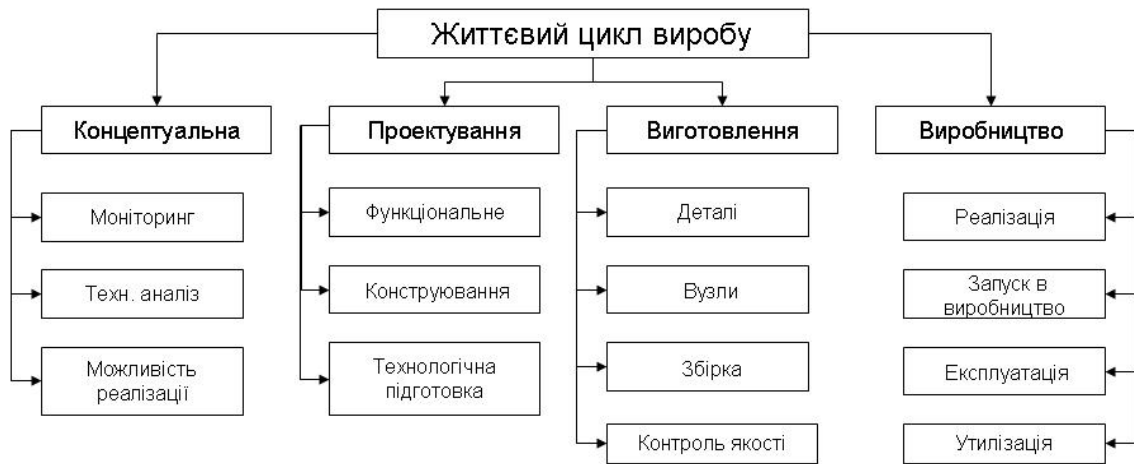 Життєвий цикл виробу
Концептуальна
Проектування
Виготовлення
Виробництво
Моніторинг
Функціональне
Деталі
Реалізація
Техн. аналіз
Конструювання
Вузли
Запуск в
виробництво
Можливість
реалізації
Технологічна
підготовка
Збірка
Експлуатація
Контроль якості
Утилізація